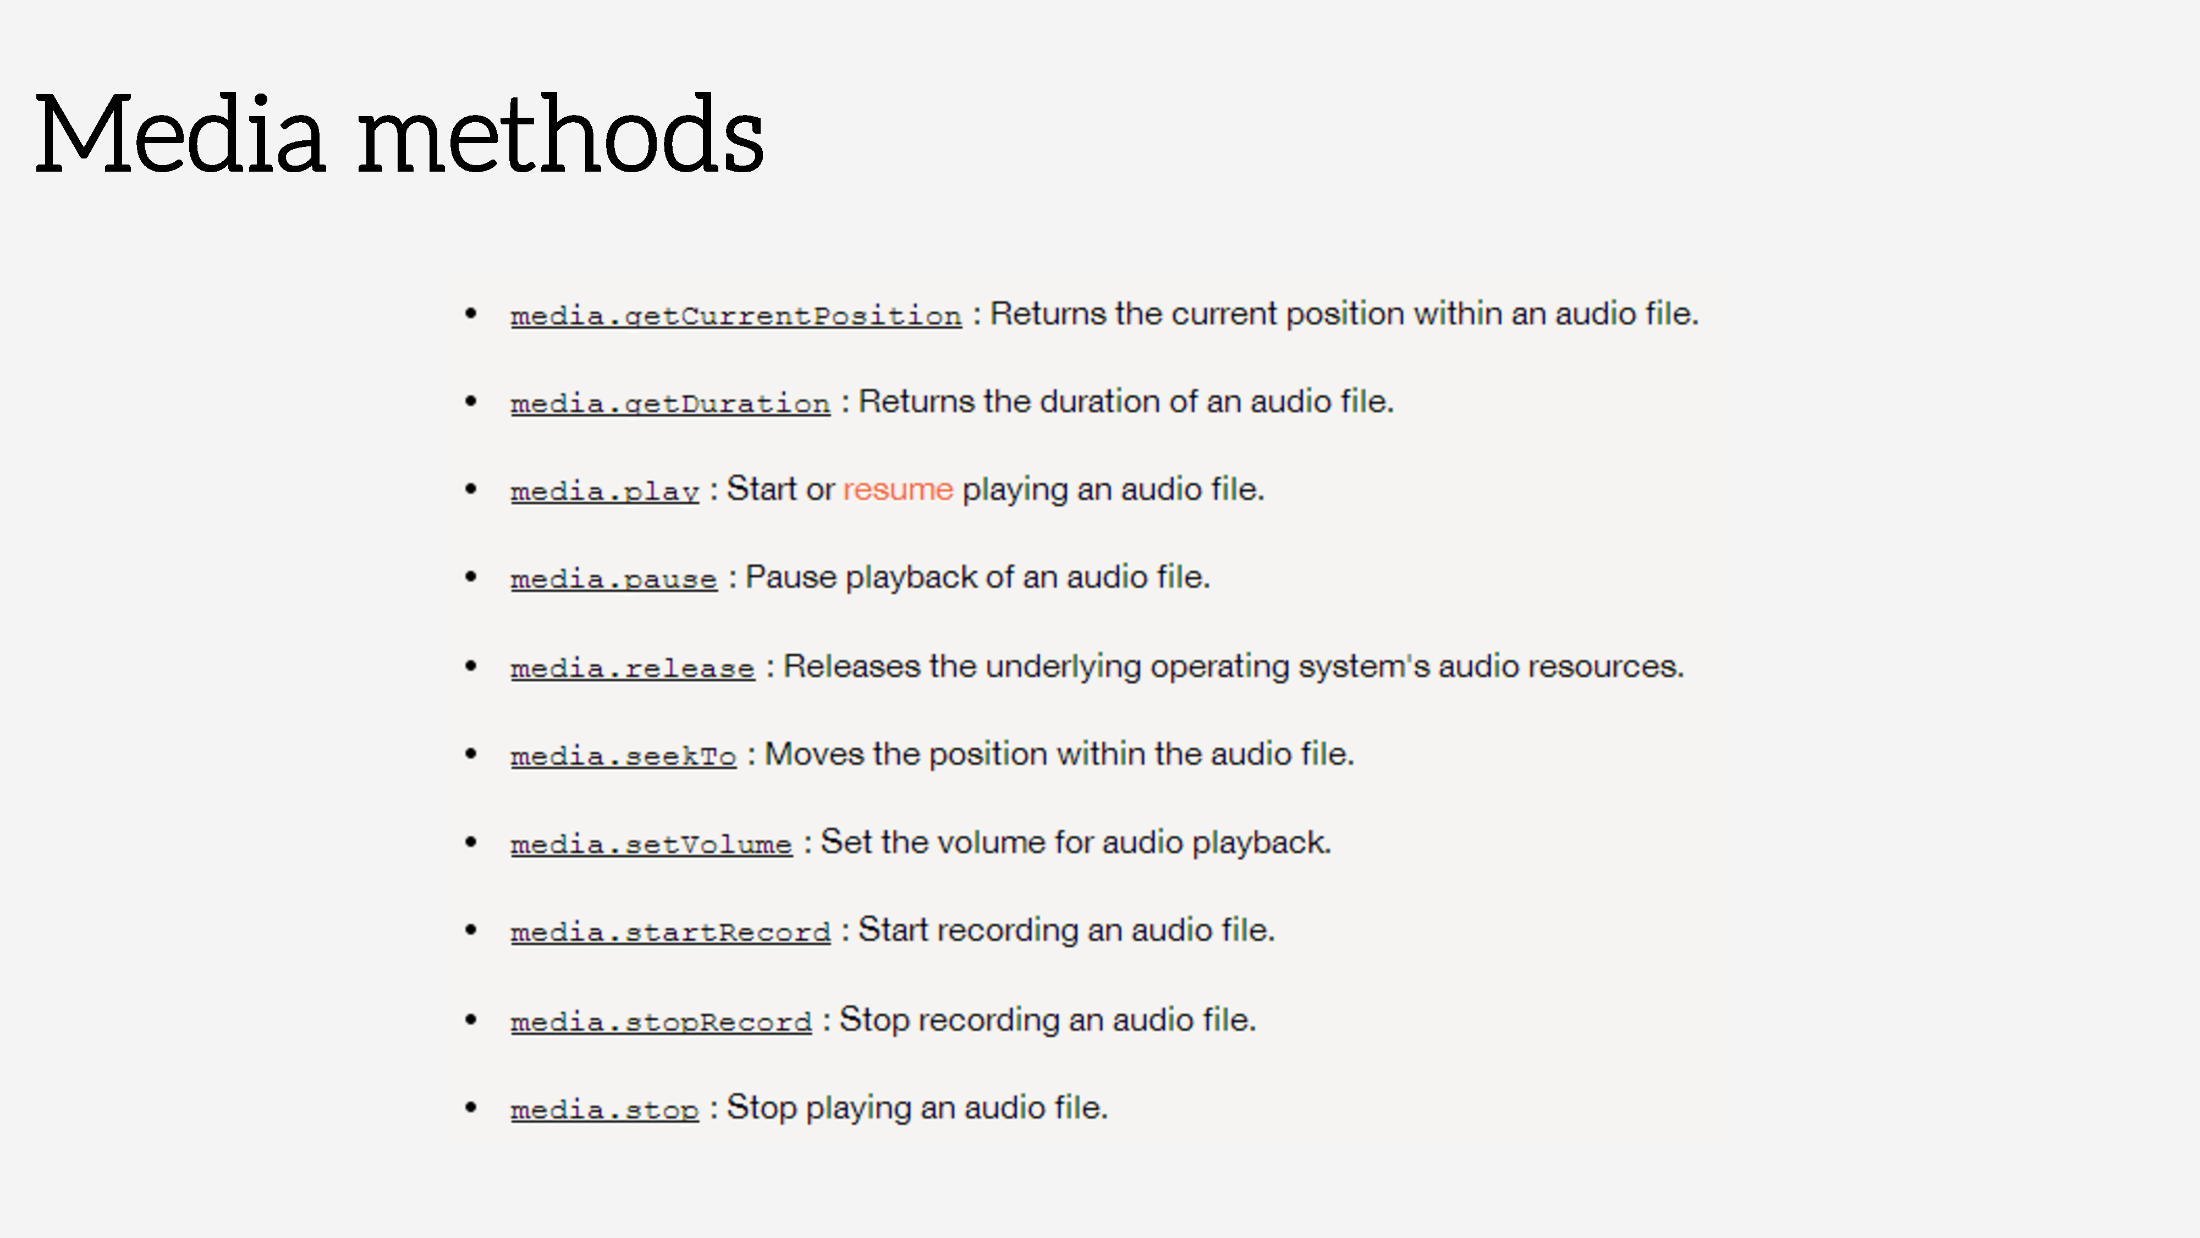 Media methods
• media.getCurrentPosition : Returns the current position within an audio file.
• media.getDuration : Returns the duration of an audio file.
• media.play : Start or resume playing an audio file.
• media.pause : Pause playback of an audio file.
• media.release : Releases the underlying operating system's audio resources.
• media.seekTo : Moves the position within the audio file.
• media.setVolume : Set the volume for audio playback.
• media.startRecord : Start recording an audio file.
• media.stopRecord : Stop recording an audio file.
• media.stop : Stop playing an audio file.